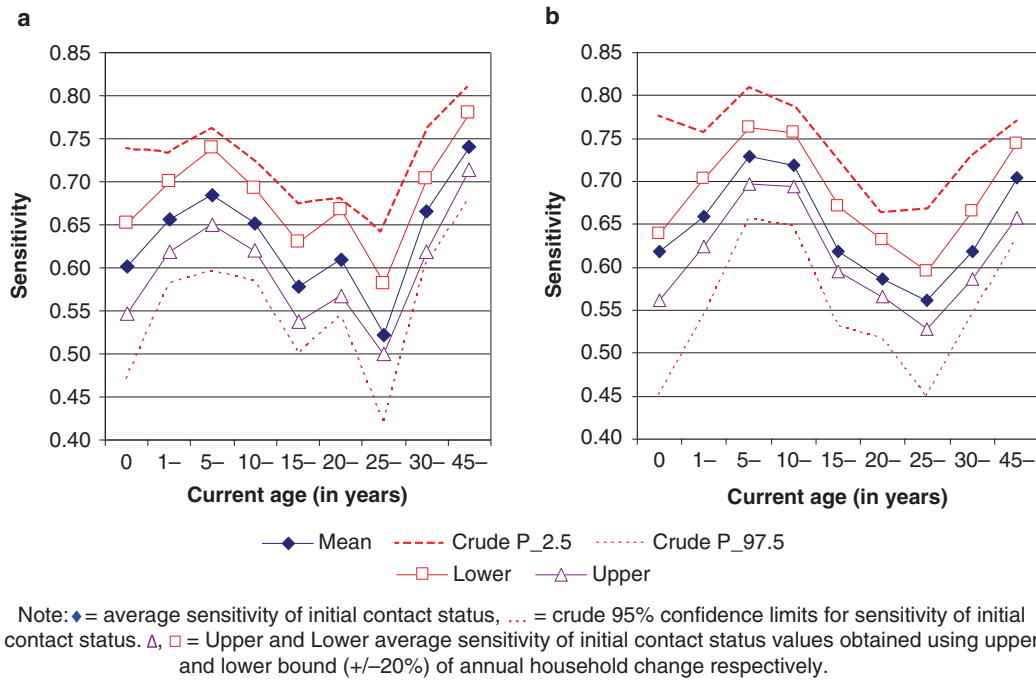 a
0.85
0.80
0.75
0.70
0.65
0.60
0.55
0.50
0.45
0.40
Sensitivity
0 1– 5– 10– 15– 20– 25– 30– 45–
Current age (in years)
b
0.85
0.80
0.75
0.70
0.65
0.60
0.55
0.50
0.45
0.40
Sensitivity
0 1– 5– 10– 15– 20– 25– 30– 45–
Current age (in years)
Mean Crude P_2.5 Crude P_97.5
Lower Upper
Note: ♦ = average sensitivity of initial contact status, … = crude 95% confidence limits for sensitivity of initial
contact status. △, □ = Upper and Lower average sensitivity of initial contact status values obtained using upper
and lower bound (+/–20%) of annual household change respectively.